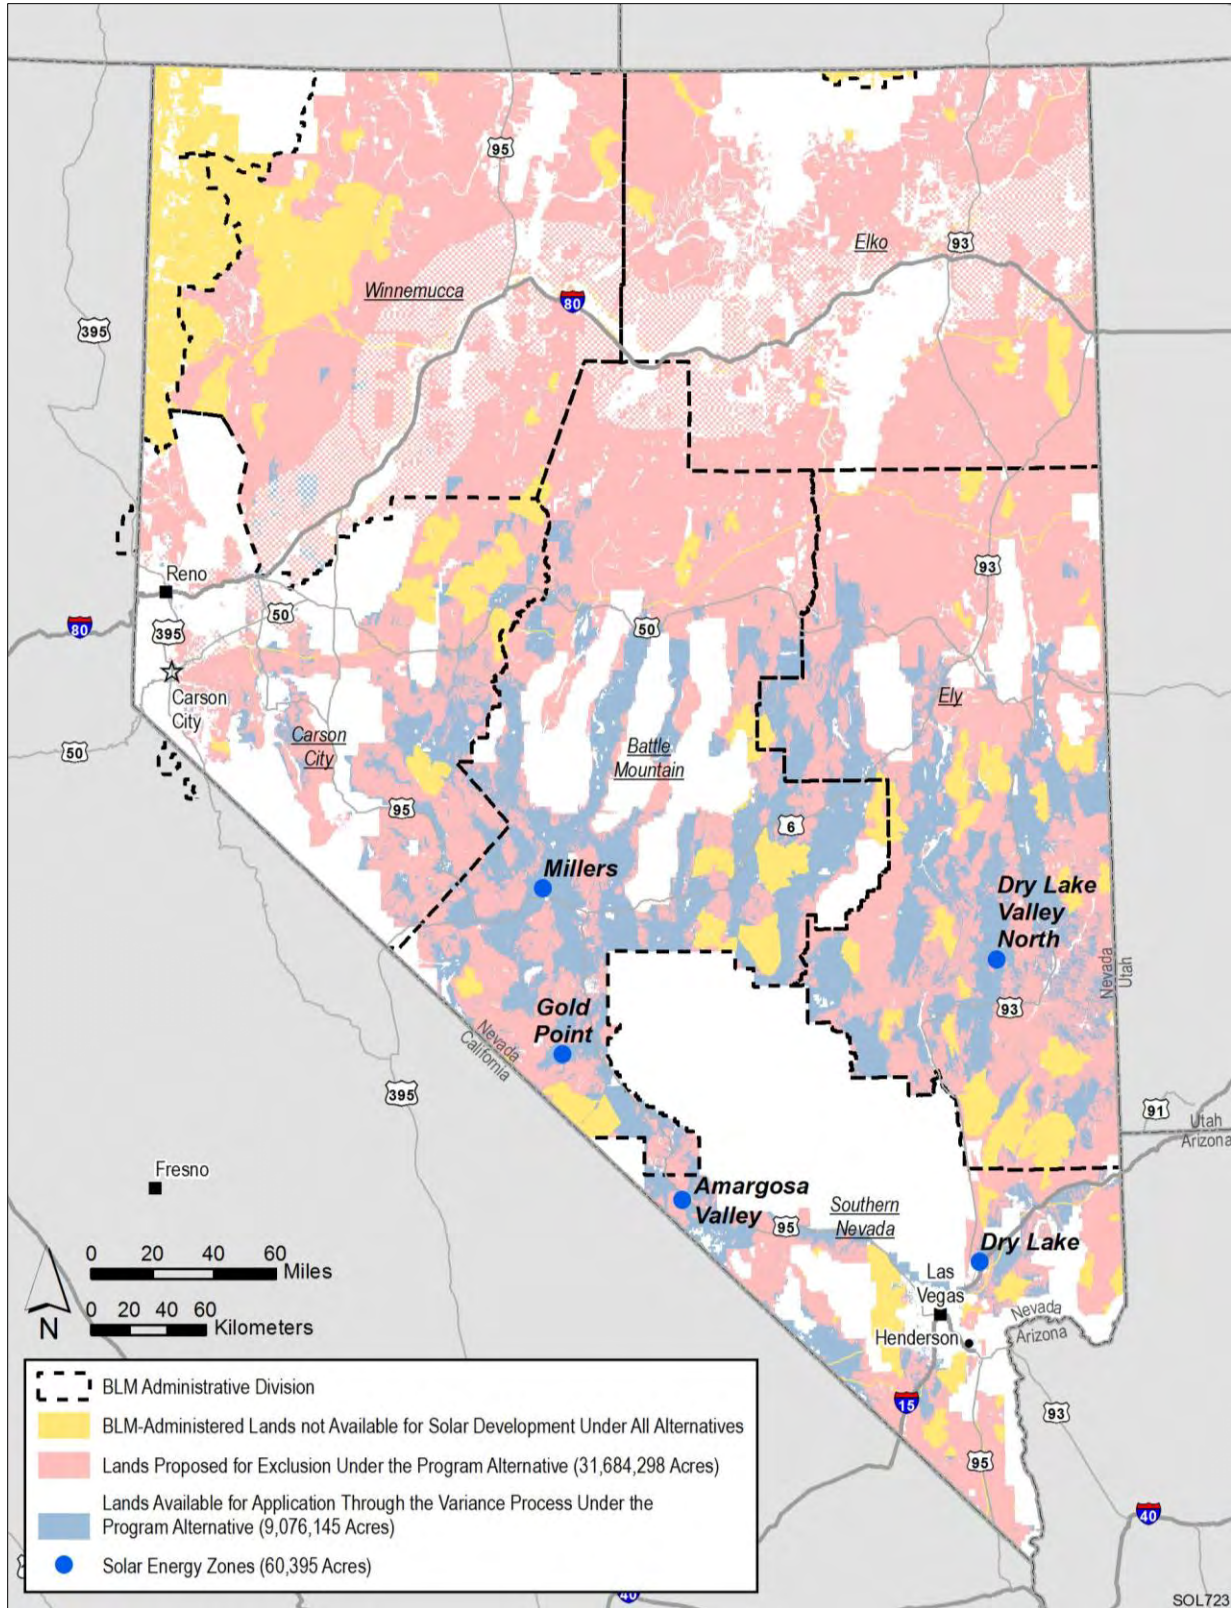 95
93
Elko
Winnemucca
80
395
93
Reno
50
50
80
395
Carson
City
Ely
Carson
City
Battle
Mountain
50
95
6
Millers
Dry Lake
Valley
North
Nevada
Utah
Gold
Point
93
Nevada
California
395
91
Utah
Arizona
Fresno
Amargosa
Valley
95
Southern
Nevada
Dry Lake
Las
Vegas
Nevada
Arizona
Henderson
0 20 40 60
Miles
0 20 40 60
Kilometers
N
15
93
95
40
BLM Administrative Division
BLM-Administered Lands not Available for Solar Development Under All Alternatives
Lands Proposed for Exclusion Under the Program Alternative (31,684,298 Acres)
Lands Available for Application Through the Variance Process Under the
Program Alternative (9,076,145 Acres)
Solar Energy Zones (60,395 Acres)
40
SOL723